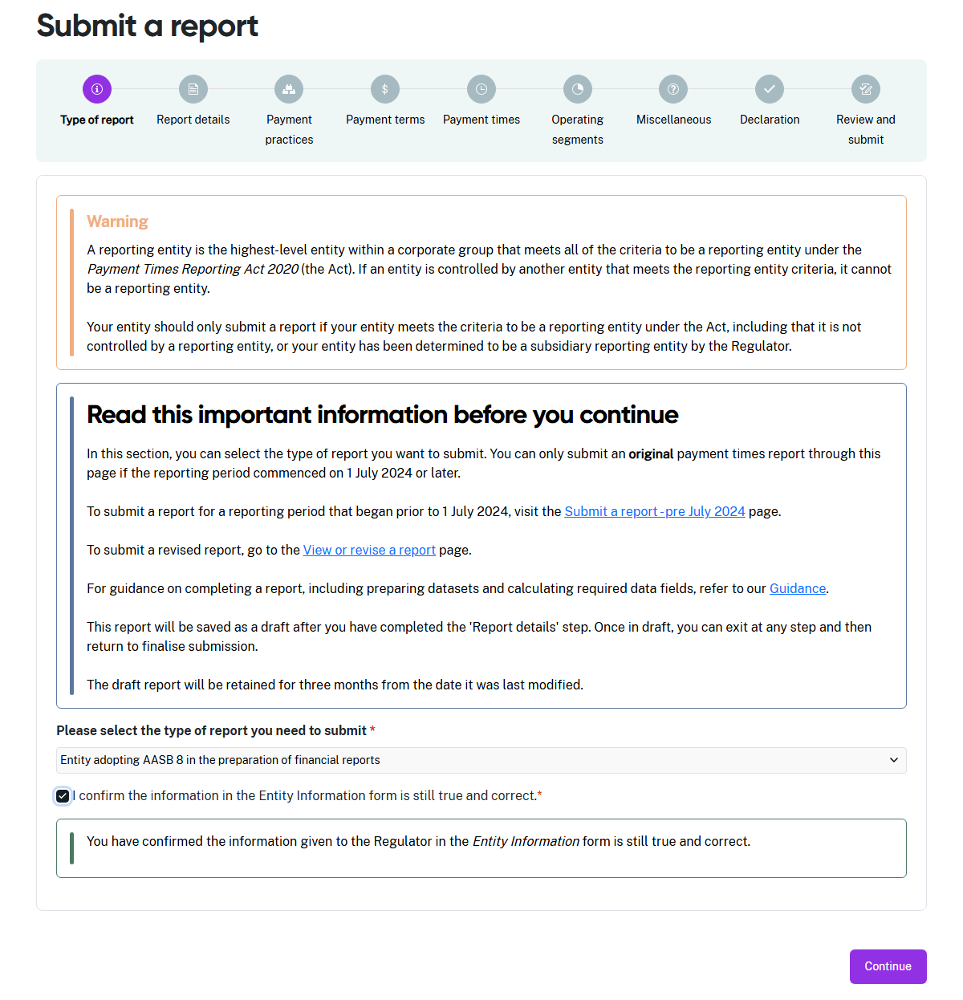 Submit a report
Type of report
Report details
Payment
practices
Payment terms
Payment times
Operating
segments
Miscellaneous
Declaration
Review and
submit
Warning
A reporting entity is the highest-level entity within a corporate group that meets all of the criteria to be a reporting entity under the
Payment Times Reporting Act 2020 (the Act). If an entity is controlled by another entity that meets the reporting entity criteria, it cannot
be a reporting entity.
Your entity should only submit a report if your entity meets the criteria to be a reporting entity under the Act, including that it is not
controlled by a reporting entity, or your entity has been determined to be a subsidiary reporting entity by the Regulator.
Read this important information before you continue
In this section, you can select the type of report you want to submit. You can only submit an original payment times report through this
page if the reporting period commenced on 1 July 2024 or later.
To submit a report for a reporting period that began prior to 1 July 2024, visit the Submit a report - pre July 2024 page.
To submit a revised report, go to the View or revise a report page.
For guidance on completing a report, including preparing datasets and calculating required data fields, refer to our Guidance.
This report will be saved as a draft after you have completed the 'Report details' step. Once in draft, you can exit at any step and then
return to finalise submission.
The draft report will be retained for three months from the date it was last modified.
Please select the type of report you need to submit *
Entity adopting AASB 8 in the preparation of financial reports
I confirm the information in the Entity Information form is still true and correct.*
You have confirmed the information given to the Regulator in the Entity Information form is still true and correct.
Continue